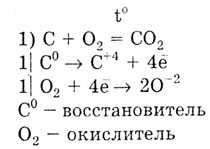 t°
1) C + O₂ = CO₂
1| C⁰ → C⁺⁴ + 4ē
1| O₂ + 4ē → 2O⁻²
C⁰ – восстановитель
O₂ – окислитель